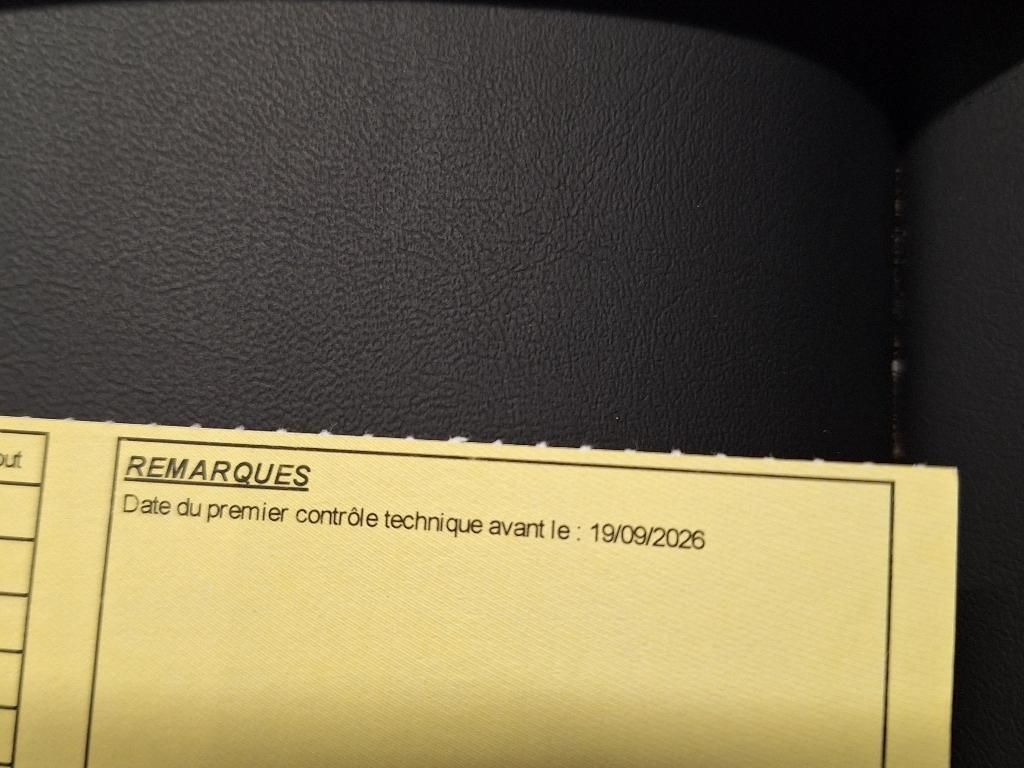 REMARQUES
Date du premier contrôle technique avant le : 19/09/2026